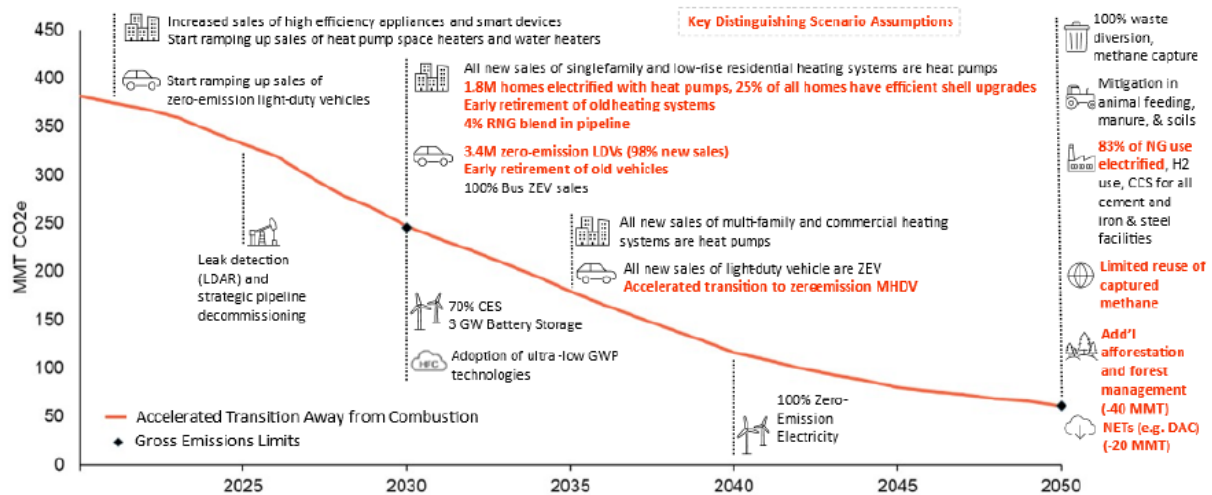 Increased sales of high efficiency appliances and smart devices
Start ramping up sales of heat pump space heaters and water heaters
Key Distinguishing Scenario Assumptions
Start ramping up sales of
zero-emission light-duty vehicles
All new sales of singlefamily and low-rise residential heating systems are heat pumps
1.8M homes electrified with heat pumps, 25% of all homes have efficient shell upgrades
Early retirement of oldheating systems
4% RNG blend in pipeline
3.4M zero-emission LDVs (98% new sales)
Early retirement of old vehicles
100% Bus ZEV sales
Leak detection
(LDAR) and
strategic pipeline
decommissioning
All new sales of multi-family and commercial heating
systems are heat pumps
All new sales of light-duty vehicle are ZEV
Accelerated transition to zeroemission MHDV
70% CES
3 GW Battery Storage
HFC
Adoption of ultra-low GWP
technologies
100% Zero-
Emission
Electricity
100% waste
diversion,
methane capture
Mitigation in
animal feeding,
manure, & soils
83% of NG use
electrified, H2
use, CCS for all
cement and
iron & steel
facilities
Limited reuse of
captured
methane
Add'l
afforestation
and forest
management
(-40 MMT)
NETs (e.g. DAC)
(-20 MMT)
MMT CO2e
450
400
350
300
250
200
150
100
50
0
Accelerated Transition Away from Combustion
Gross Emissions Limits
2025
2030
2035
2040
2045
2050